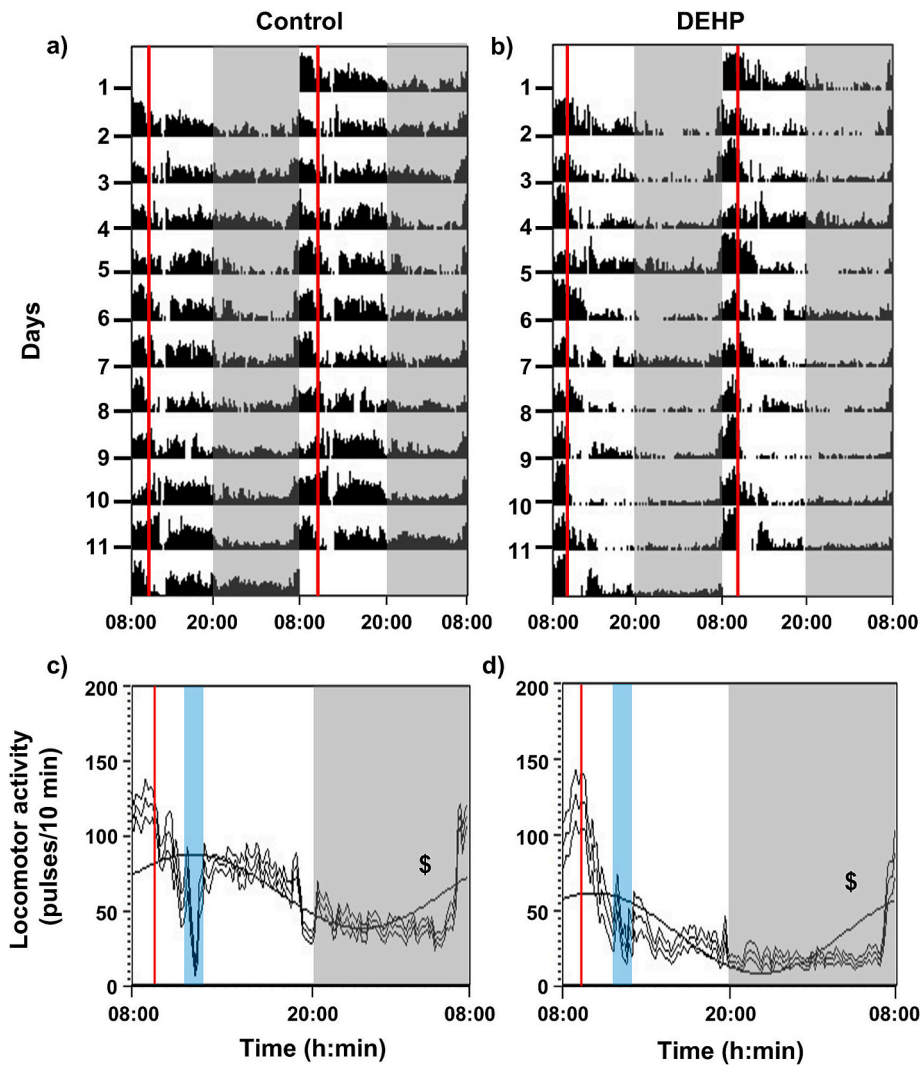 Control
DEHP
a)
b)
Days
1
2
3
4
5
6
7
8
9
10
11
1
2
3
4
5
6
7
8
9
10
11
08:00 20:00 08:00 20:00 08:00
08:00 20:00 08:00 20:00 08:00
c)
d)
Locomotor activity
(pulses/10 min)
200
150
100
50
0
$
200
150
100
50
0
$
08:00 20:00 08:00
08:00 20:00 08:00
Time (h:min)
Time (h:min)